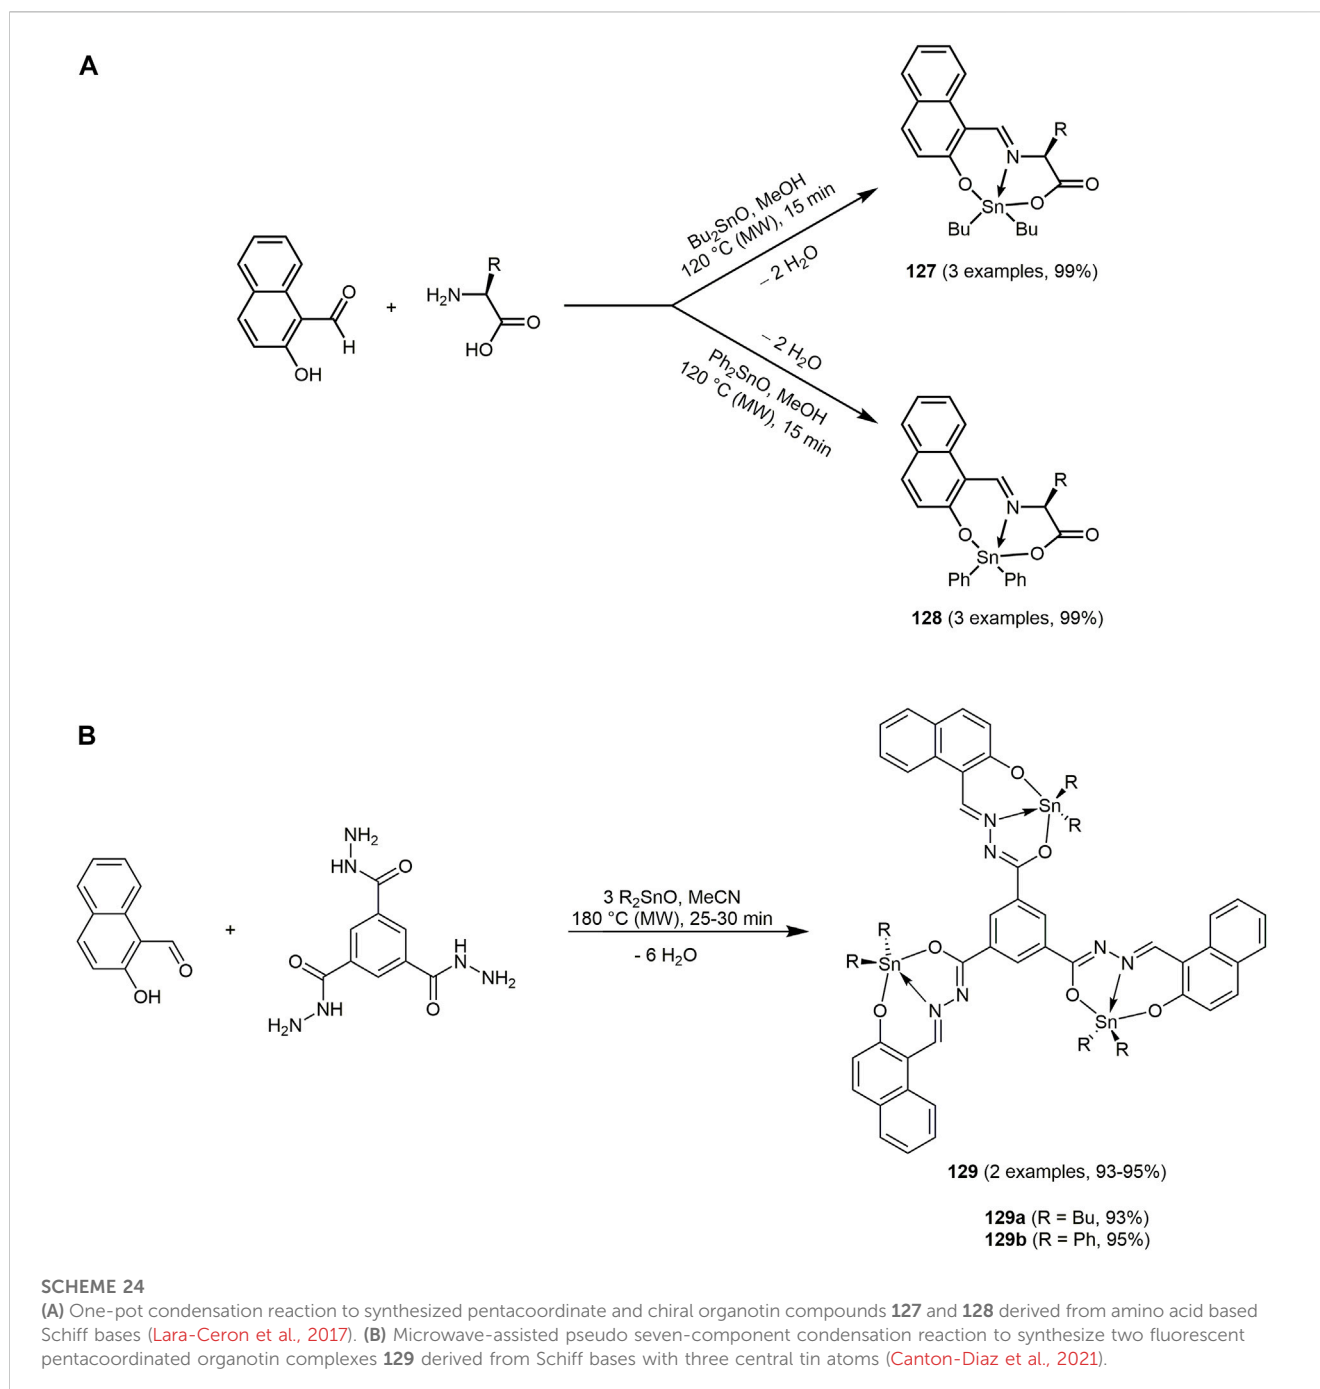 A
R
N
O
O
O
Sn
Bu
Bu
127 (3 examples, 99%)
Bu₂SnO, MeOH
120 °C (MW), 15 min
– 2 H₂O
O
H
OH
+
R
H₂N
O
HO
– 2 H₂O
Ph₂SnO, MeOH
120 °C (MW), 15 min
R
N
O
O
O
Sn
Ph
Ph
128 (3 examples, 99%)
B
O
OH
+
NH₂
HN
O
H
N
NH₂
O
O
NH
H₂N
3 R₂SnO, MeCN
180 °C (MW), 25-30 min
- 6 H₂O
O
R
Sn
R
N
N
O
R
R
Sn
O
N
N
O
N
N
O
Sn
O
R
R
129 (2 examples, 93-95%)
129a (R = Bu, 93%)
129b (R = Ph, 95%)
SCHEME 24
(A) One-pot condensation reaction to synthesized pentacoordinate and chiral organotin compounds 127 and 128 derived from amino acid based
Schiff bases (Lara-Ceron et al., 2017). (B) Microwave-assisted pseudo seven-component condensation reaction to synthesize two fluorescent
pentacoordinated organotin complexes 129 derived from Schiff bases with three central tin atoms (Canton-Diaz et al., 2021).